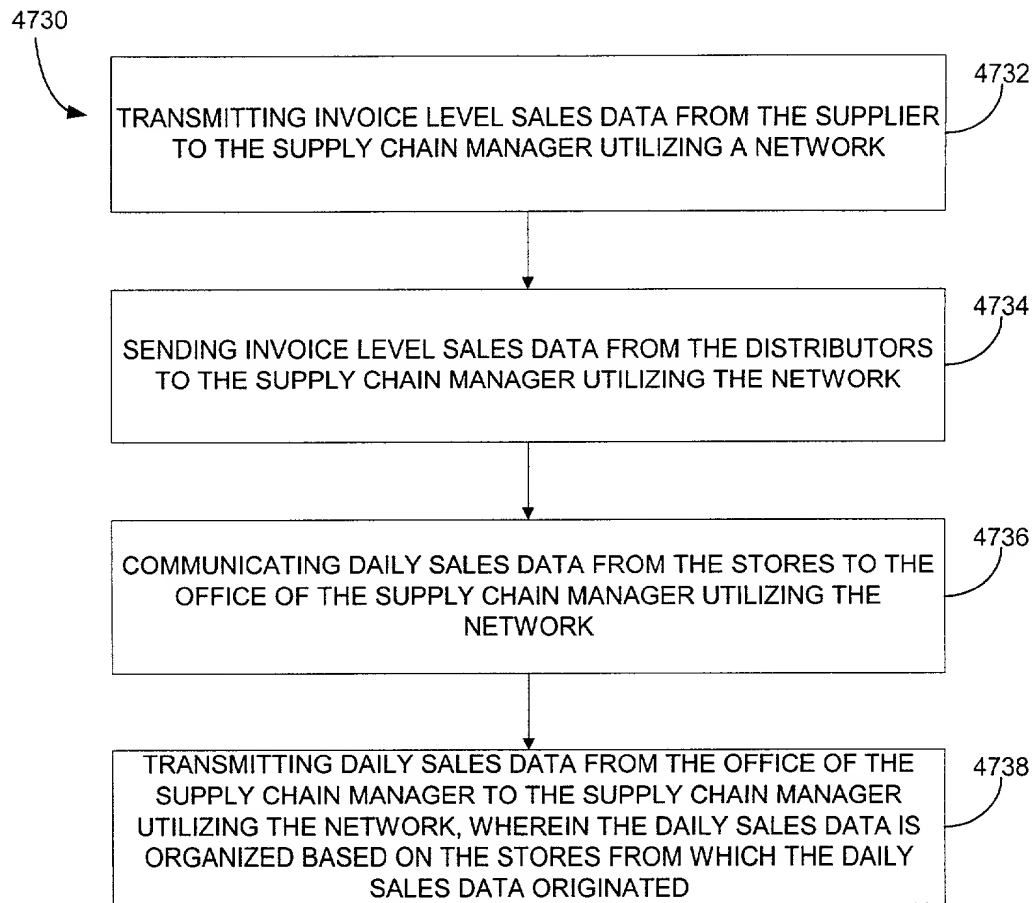 4730
4732
TRANSMITTING INVOICE LEVEL SALES DATA FROM THE SUPPLIER
TO THE SUPPLY CHAIN MANAGER UTILIZING A NETWORK
4734
SENDING INVOICE LEVEL SALES DATA FROM THE DISTRIBUTORS
TO THE SUPPLY CHAIN MANAGER UTILIZING THE NETWORK
4736
COMMUNICATING DAILY SALES DATA FROM THE STORES TO THE
OFFICE OF THE SUPPLY CHAIN MANAGER UTILIZING THE
NETWORK
4738
TRANSMITTING DAILY SALES DATA FROM THE OFFICE OF THE
SUPPLY CHAIN MANAGER TO THE SUPPLY CHAIN MANAGER
UTILIZING THE NETWORK, WHEREIN THE DAILY SALES DATA IS
ORGANIZED BASED ON THE STORES FROM WHICH THE DAILY
SALES DATA ORIGINATED